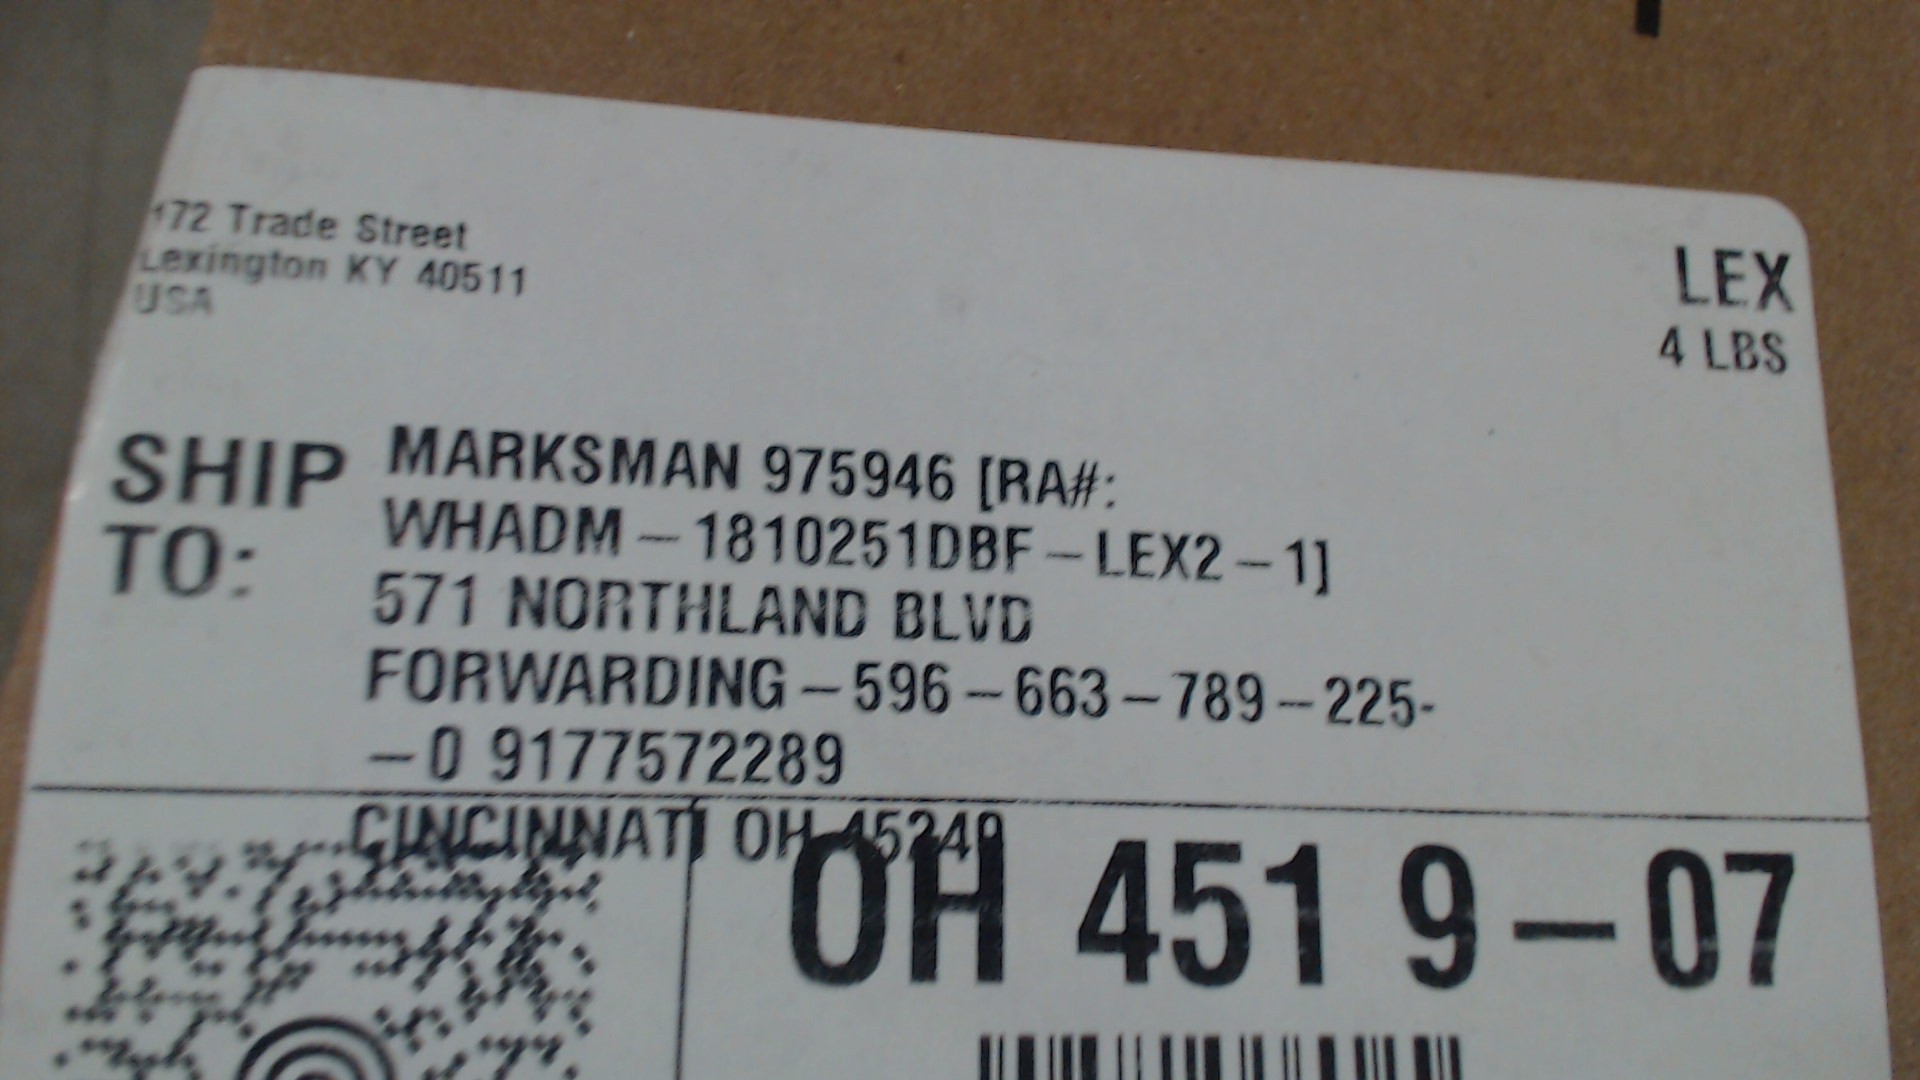 172 Trade Street
Lexington KY 40511
USA
LEX
4 LBS
SHIP TO:
MARKSMAN 975946 [RA#:
WHADM-1810251DBF-LEX2-1]
571 NORTHLAND BLVD
FORWARDING-596-663-789-225-
-0 9177572289
CINCINNATI OH 45240
OH 451 9-07